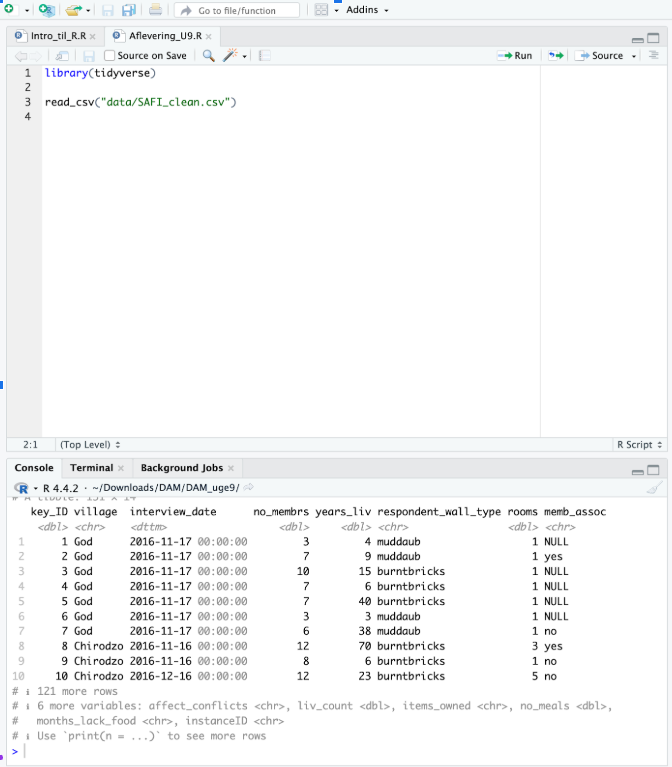 Go to file/function
Addins
Intro_til_R.R
Aflevering_U9.R
Source on Save
Run
Source
1 library(tidyverse)
2
3 read_csv("data/SAFI_clean.csv")
4
2:1 (Top Level) R Script
Console Terminal Background Jobs
R 4.4.2 · ~/Downloads/DAM/DAM_uge9/
# A tibble: 131 x 14
key_ID village interview_date no_membrs years_liv respondent_wall_type rooms memb_assoc
<dbl> <chr> <dttm> <dbl> <dbl> <chr> <dbl> <chr>
1 1 God 2016-11-17 00:00:00 3 4 muddaub 1 NULL
2 2 God 2016-11-17 00:00:00 7 9 muddaub 1 yes
3 3 God 2016-11-17 00:00:00 10 15 burntbricks 1 NULL
4 4 God 2016-11-17 00:00:00 7 6 burntbricks 1 NULL
5 5 God 2016-11-17 00:00:00 7 40 burntbricks 1 NULL
6 6 God 2016-11-17 00:00:00 3 3 muddaub 1 NULL
7 7 God 2016-11-17 00:00:00 6 38 muddaub 1 no
8 8 Chirodzo 2016-11-16 00:00:00 12 70 burntbricks 3 yes
9 9 Chirodzo 2016-11-16 00:00:00 8 6 burntbricks 1 no
10 10 Chirodzo 2016-12-16 00:00:00 12 23 burntbricks 5 no
# ℹ 121 more rows
# ℹ 6 more variables: affect_conflicts <chr>, liv_count <dbl>, items_owned <chr>, no_meals <dbl>,
# months_lack_food <chr>, instanceID <chr>
# ℹ Use `print(n = ...)` to see more rows
>